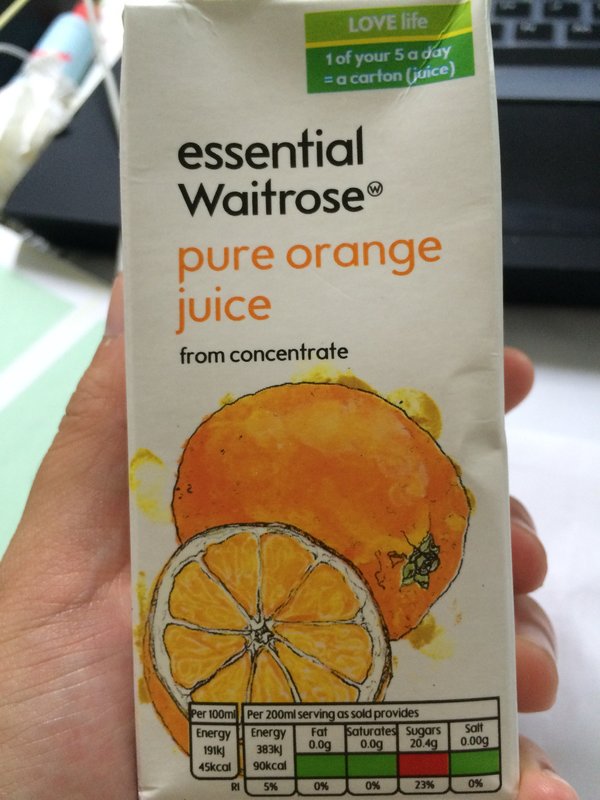 LOVE life
1 of your 5 a day
= a carton (juice)
essential
Waitrose W
pure orange
juice
from concentrate
Per 100ml Per 200ml serving as sold provides
Energy Energy Fat Saturates Sugars Salt
191kJ 383kJ 0.0g 0.0g 20.4g 0.00g
45kcal 90kcal
RI 5% 0% 0% 23% 0%